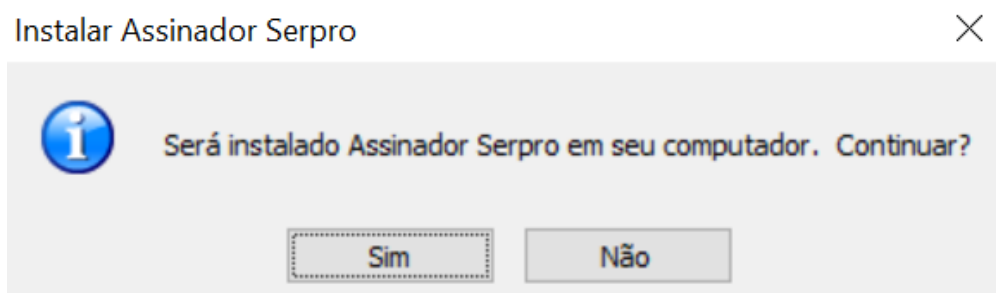 Instalar Assinador Serpro
Será instalado Assinador Serpro em seu computador.  Continuar?
Sim
Não